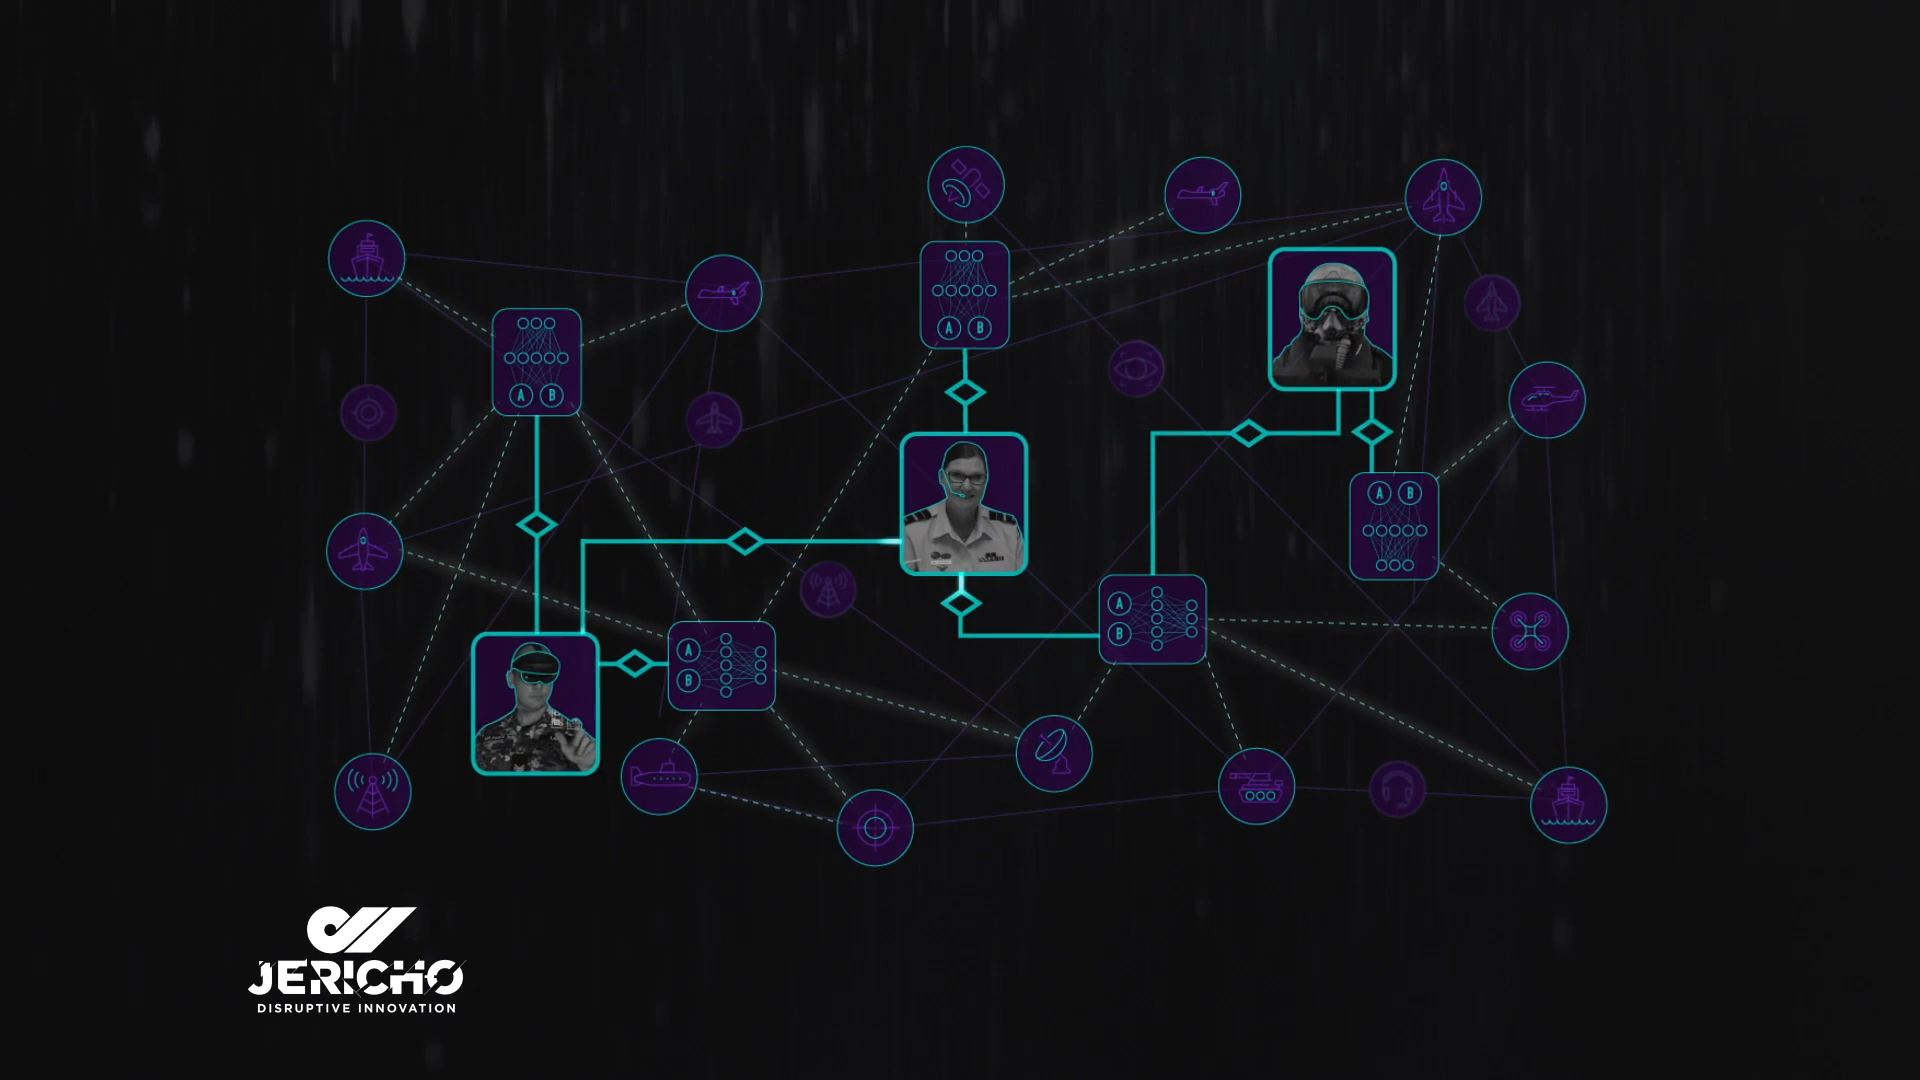 A B
A B
A B
A
B
A
B
JERICHO
DISRUPTIVE INNOVATION